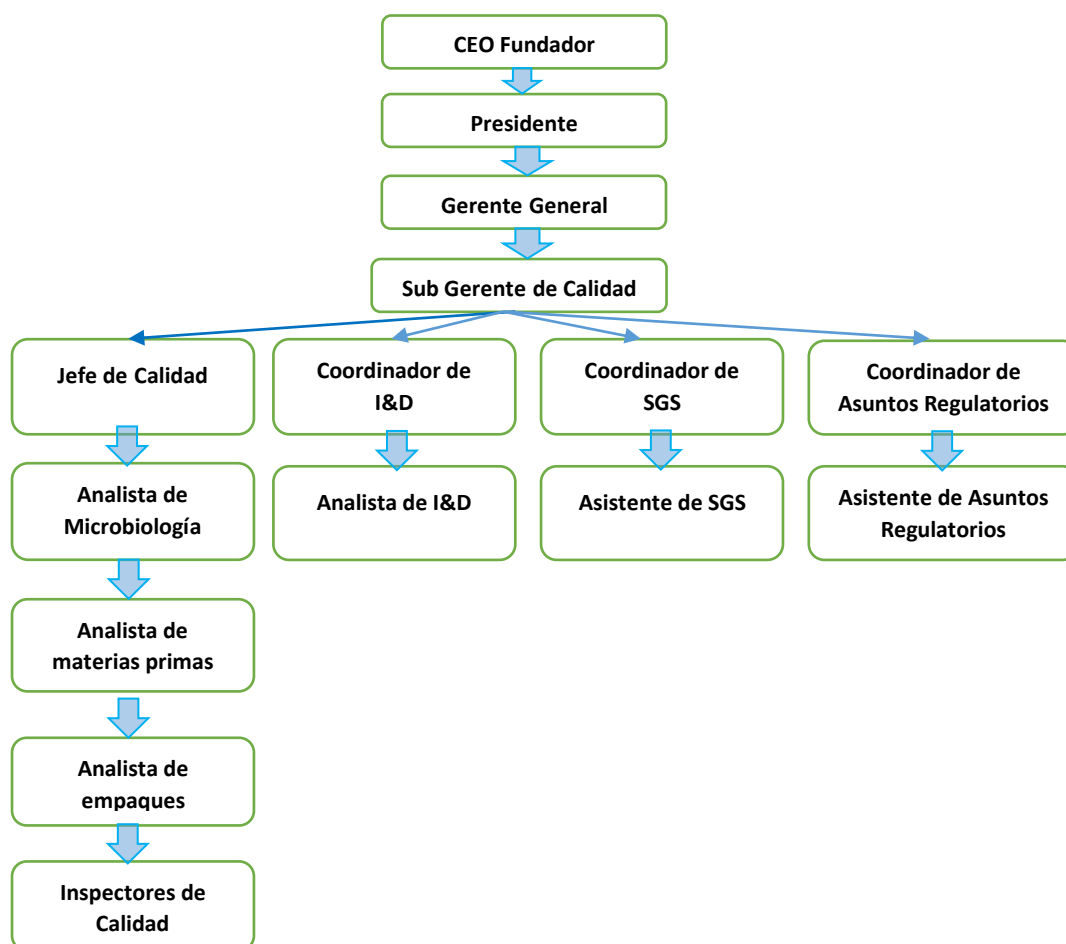 CEO Fundador
Presidente
Gerente General
Sub Gerente de Calidad
Jefe de Calidad
Coordinador de
I&D
Coordinador de
SGS
Coordinador de
Asuntos Regulatorios
Analista de
Microbiología
Analista de I&D
Asistente de SGS
Asistente de Asuntos
Regulatorios
Analista de
materias primas
Analista de
empaques
Inspectores de
Calidad